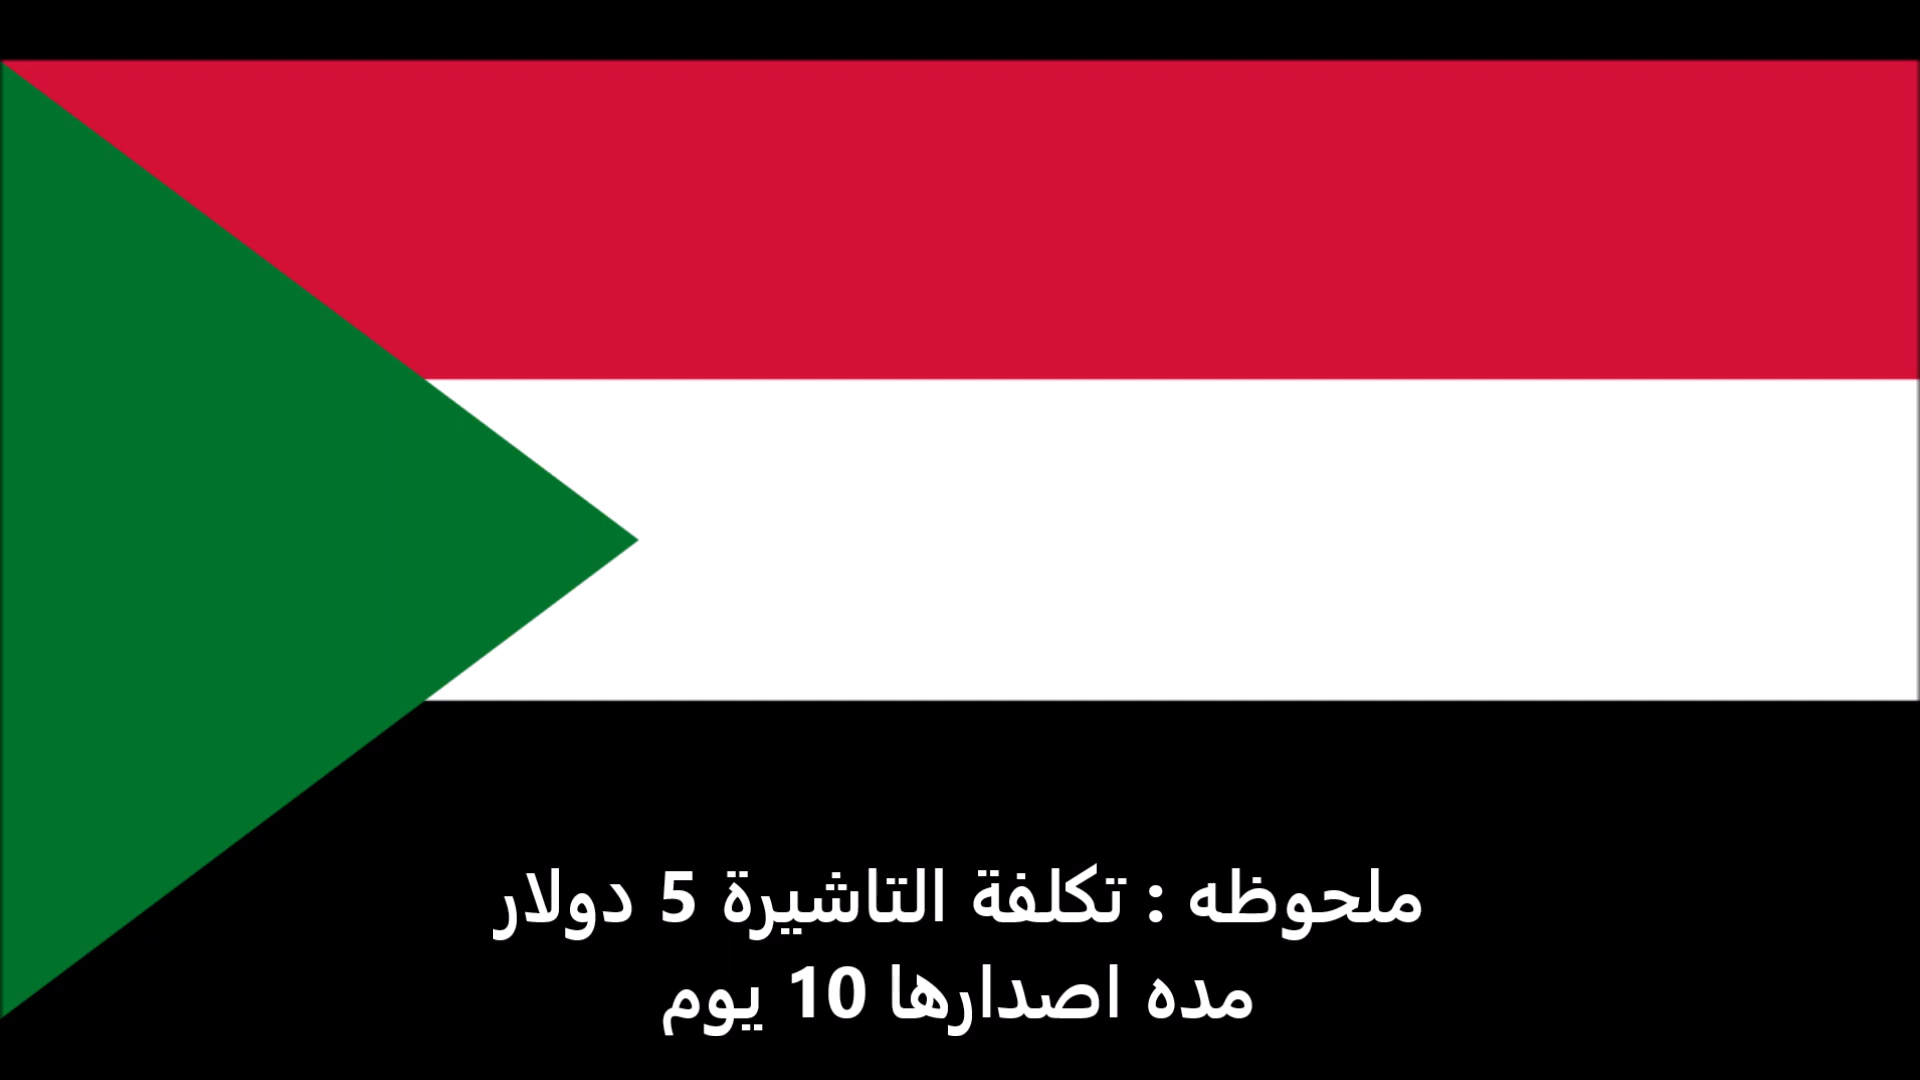 ملحوظه : تكلفة التاشيرة 5 دولار
مده اصدارها 10 يوم